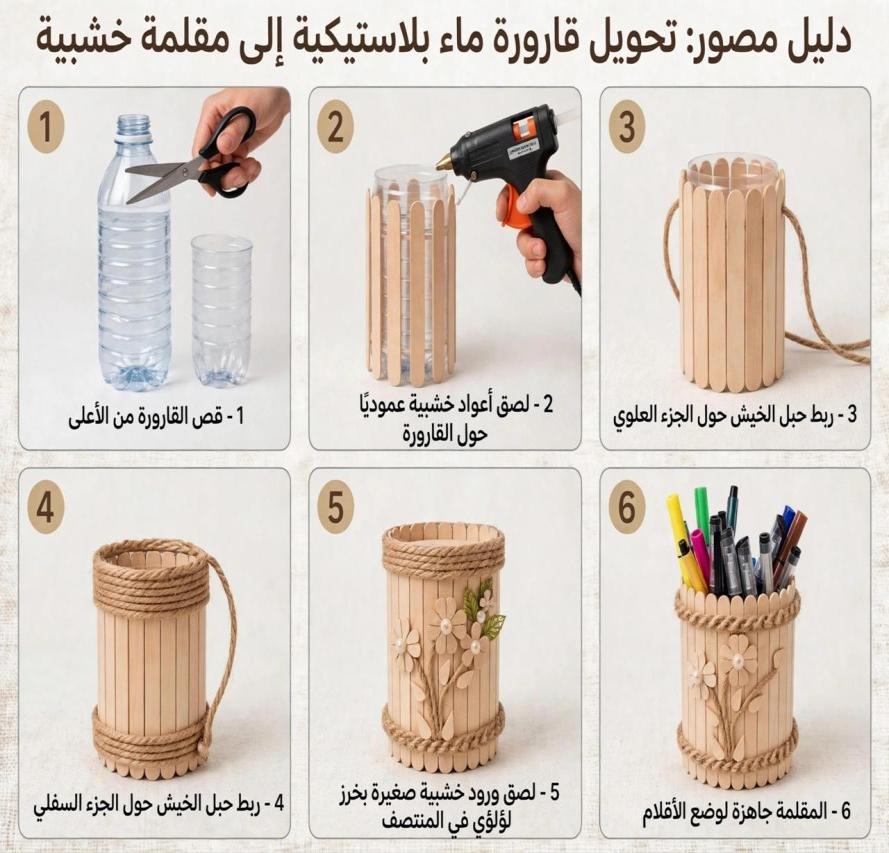 دليل مصور: تحويل قارورة ماء بلاستيكية إلى مقلمة خشبية
1
1 - قص القارورة من الأعلى
2
2 - لصق أعواد خشبية عموديًا
حول القارورة
3
3 - ربط حبل الخيش حول الجزء العلوي
4
4 - ربط حبل الخيش حول الجزء السفلي
5
5 - لصق ورود خشبية صغيرة بخرز
لؤلؤي في المنتصف
6
6 - المقلمة جاهزة لوضع الأقلام